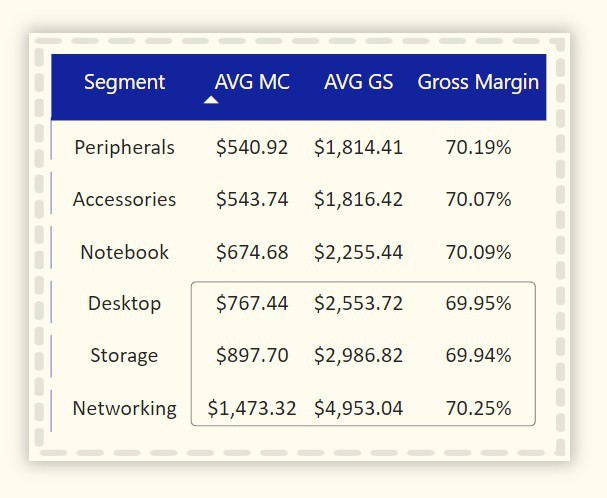 Segment AVG MC AVG GS Gross Margin
Peripherals $540.92 $1,814.41 70.19%
Accessories $543.74 $1,816.42 70.07%
Notebook $674.68 $2,255.44 70.09%
Desktop $767.44 $2,553.72 69.95%
Storage $897.70 $2,986.82 69.94%
Networking $1,473.32 $4,953.04 70.25%